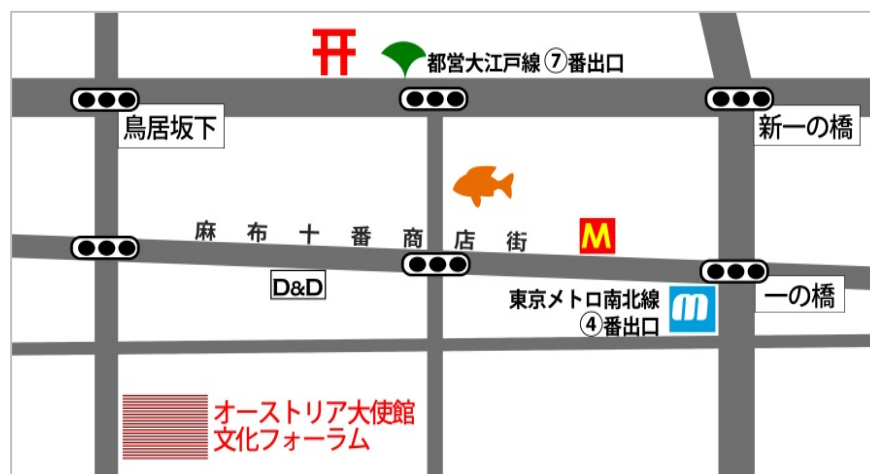 都営大江戸線 ⑦番出口
鳥居坂下
新一の橋
麻布十番商店街
M
D&D
一の橋
東京メトロ南北線
④番出口
m
オーストリア大使館
文化フォーラム